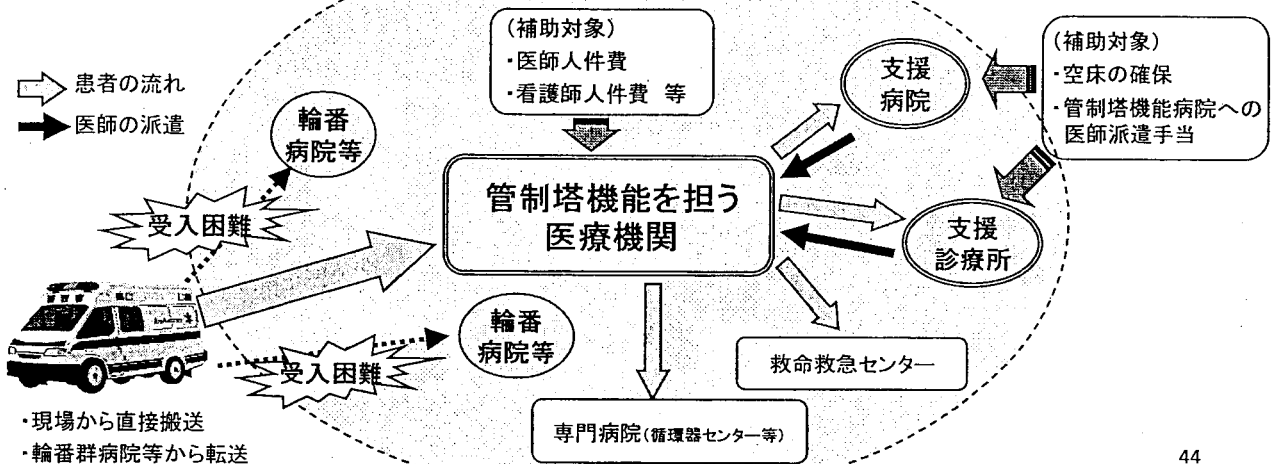 (補助対象)
・医師人件費
・看護師人件費 等
(補助対象)
・空床の確保
・管制塔機能病院への
医師派遣手当
患者の流れ
医師の派遣
輪番
病院等
支援
病院
受入困難
管制塔機能を担う
医療機関
支援
診療所
輪番
病院等
受入困難
救命救急センター
専門病院(循環器センター等)
・現場から直接搬送
・輪番群病院等から転送
44